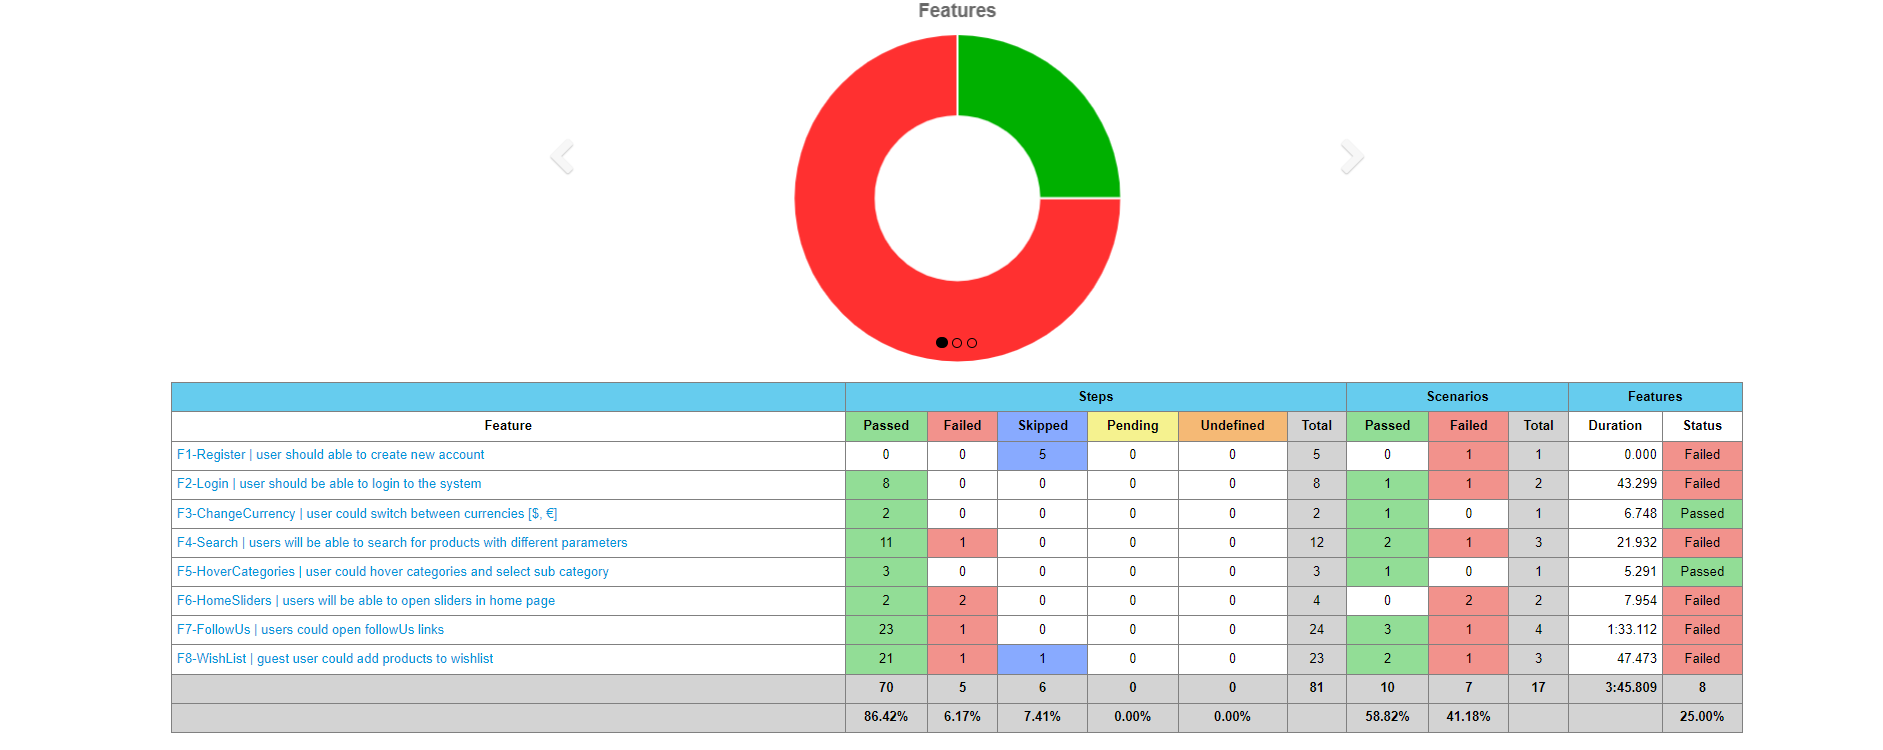 Features
Steps Scenarios Features
Feature Passed Failed Skipped Pending Undefined Total Passed Failed Total Duration Status
F1-Register | user should able to create new account 0 0 5 0 0 5 0 1 1 0.000 Failed
F2-Login | user should be able to login to the system 8 0 0 0 0 8 1 1 2 43.299 Failed
F3-ChangeCurrency | user could switch between currencies [$, €] 2 0 0 0 0 2 1 0 1 6.748 Passed
F4-Search | users will be able to search for products with different parameters 11 1 0 0 0 12 2 1 3 21.932 Failed
F5-HoverCategories | user could hover categories and select sub category 3 0 0 0 0 3 1 0 1 5.291 Passed
F6-HomeSliders | users will be able to open sliders in home page 2 2 0 0 0 4 0 2 2 7.954 Failed
F7-FollowUs | users could open followUs links 23 1 0 0 0 24 3 1 4 1:33.112 Failed
F8-WishList | guest user could add products to wishlist 21 1 1 0 0 23 2 1 3 47.473 Failed
70 5 6 0 0 81 10 7 17 3:45.809 8
86.42% 6.17% 7.41% 0.00% 0.00% 58.82% 41.18% 25.00%